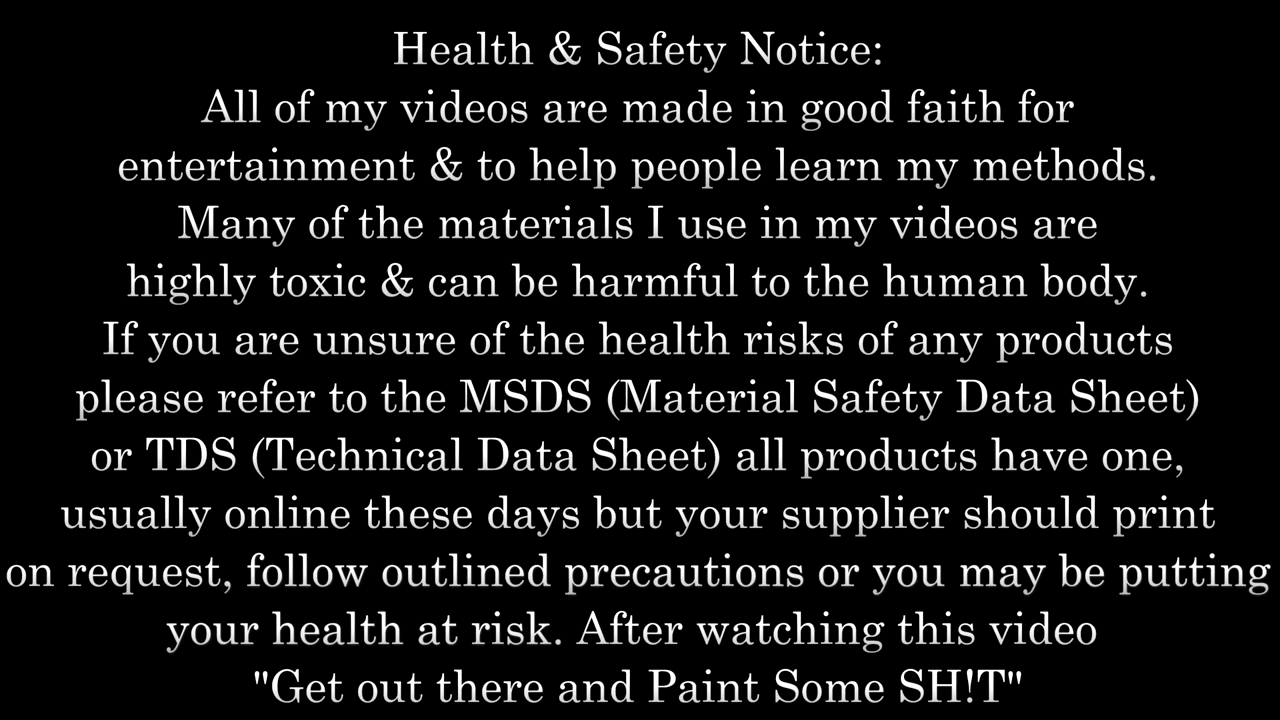 Health & Safety Notice:
All of my videos are made in good faith for
entertainment & to help people learn my methods.
Many of the materials I use in my videos are
highly toxic & can be harmful to the human body.
If you are unsure of the health risks of any products
please refer to the MSDS (Material Safety Data Sheet)
or TDS (Technical Data Sheet) all products have one,
usually online these days but your supplier should print
on request, follow outlined precautions or you may be putting
your health at risk. After watching this video
"Get out there and Paint Some SH!T"